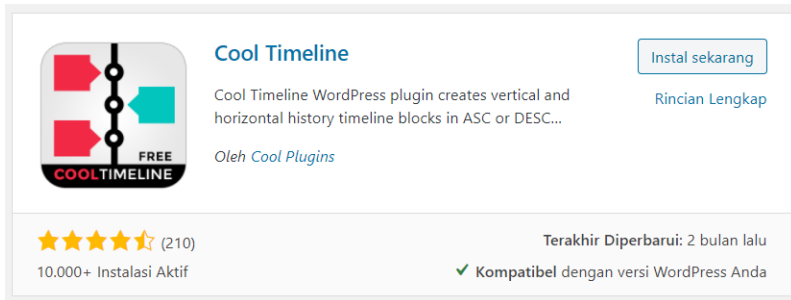 Cool Timeline
Instal sekarang
Cool Timeline WordPress plugin creates vertical and
horizontal history timeline blocks in ASC or DESC...
Rincian Lengkap
Oleh Cool Plugins
FREE
COOLTIMELINE
(210)
10.000+ Instalasi Aktif
Terakhir Diperbarui: 2 bulan lalu
Kompatibel dengan versi WordPress Anda